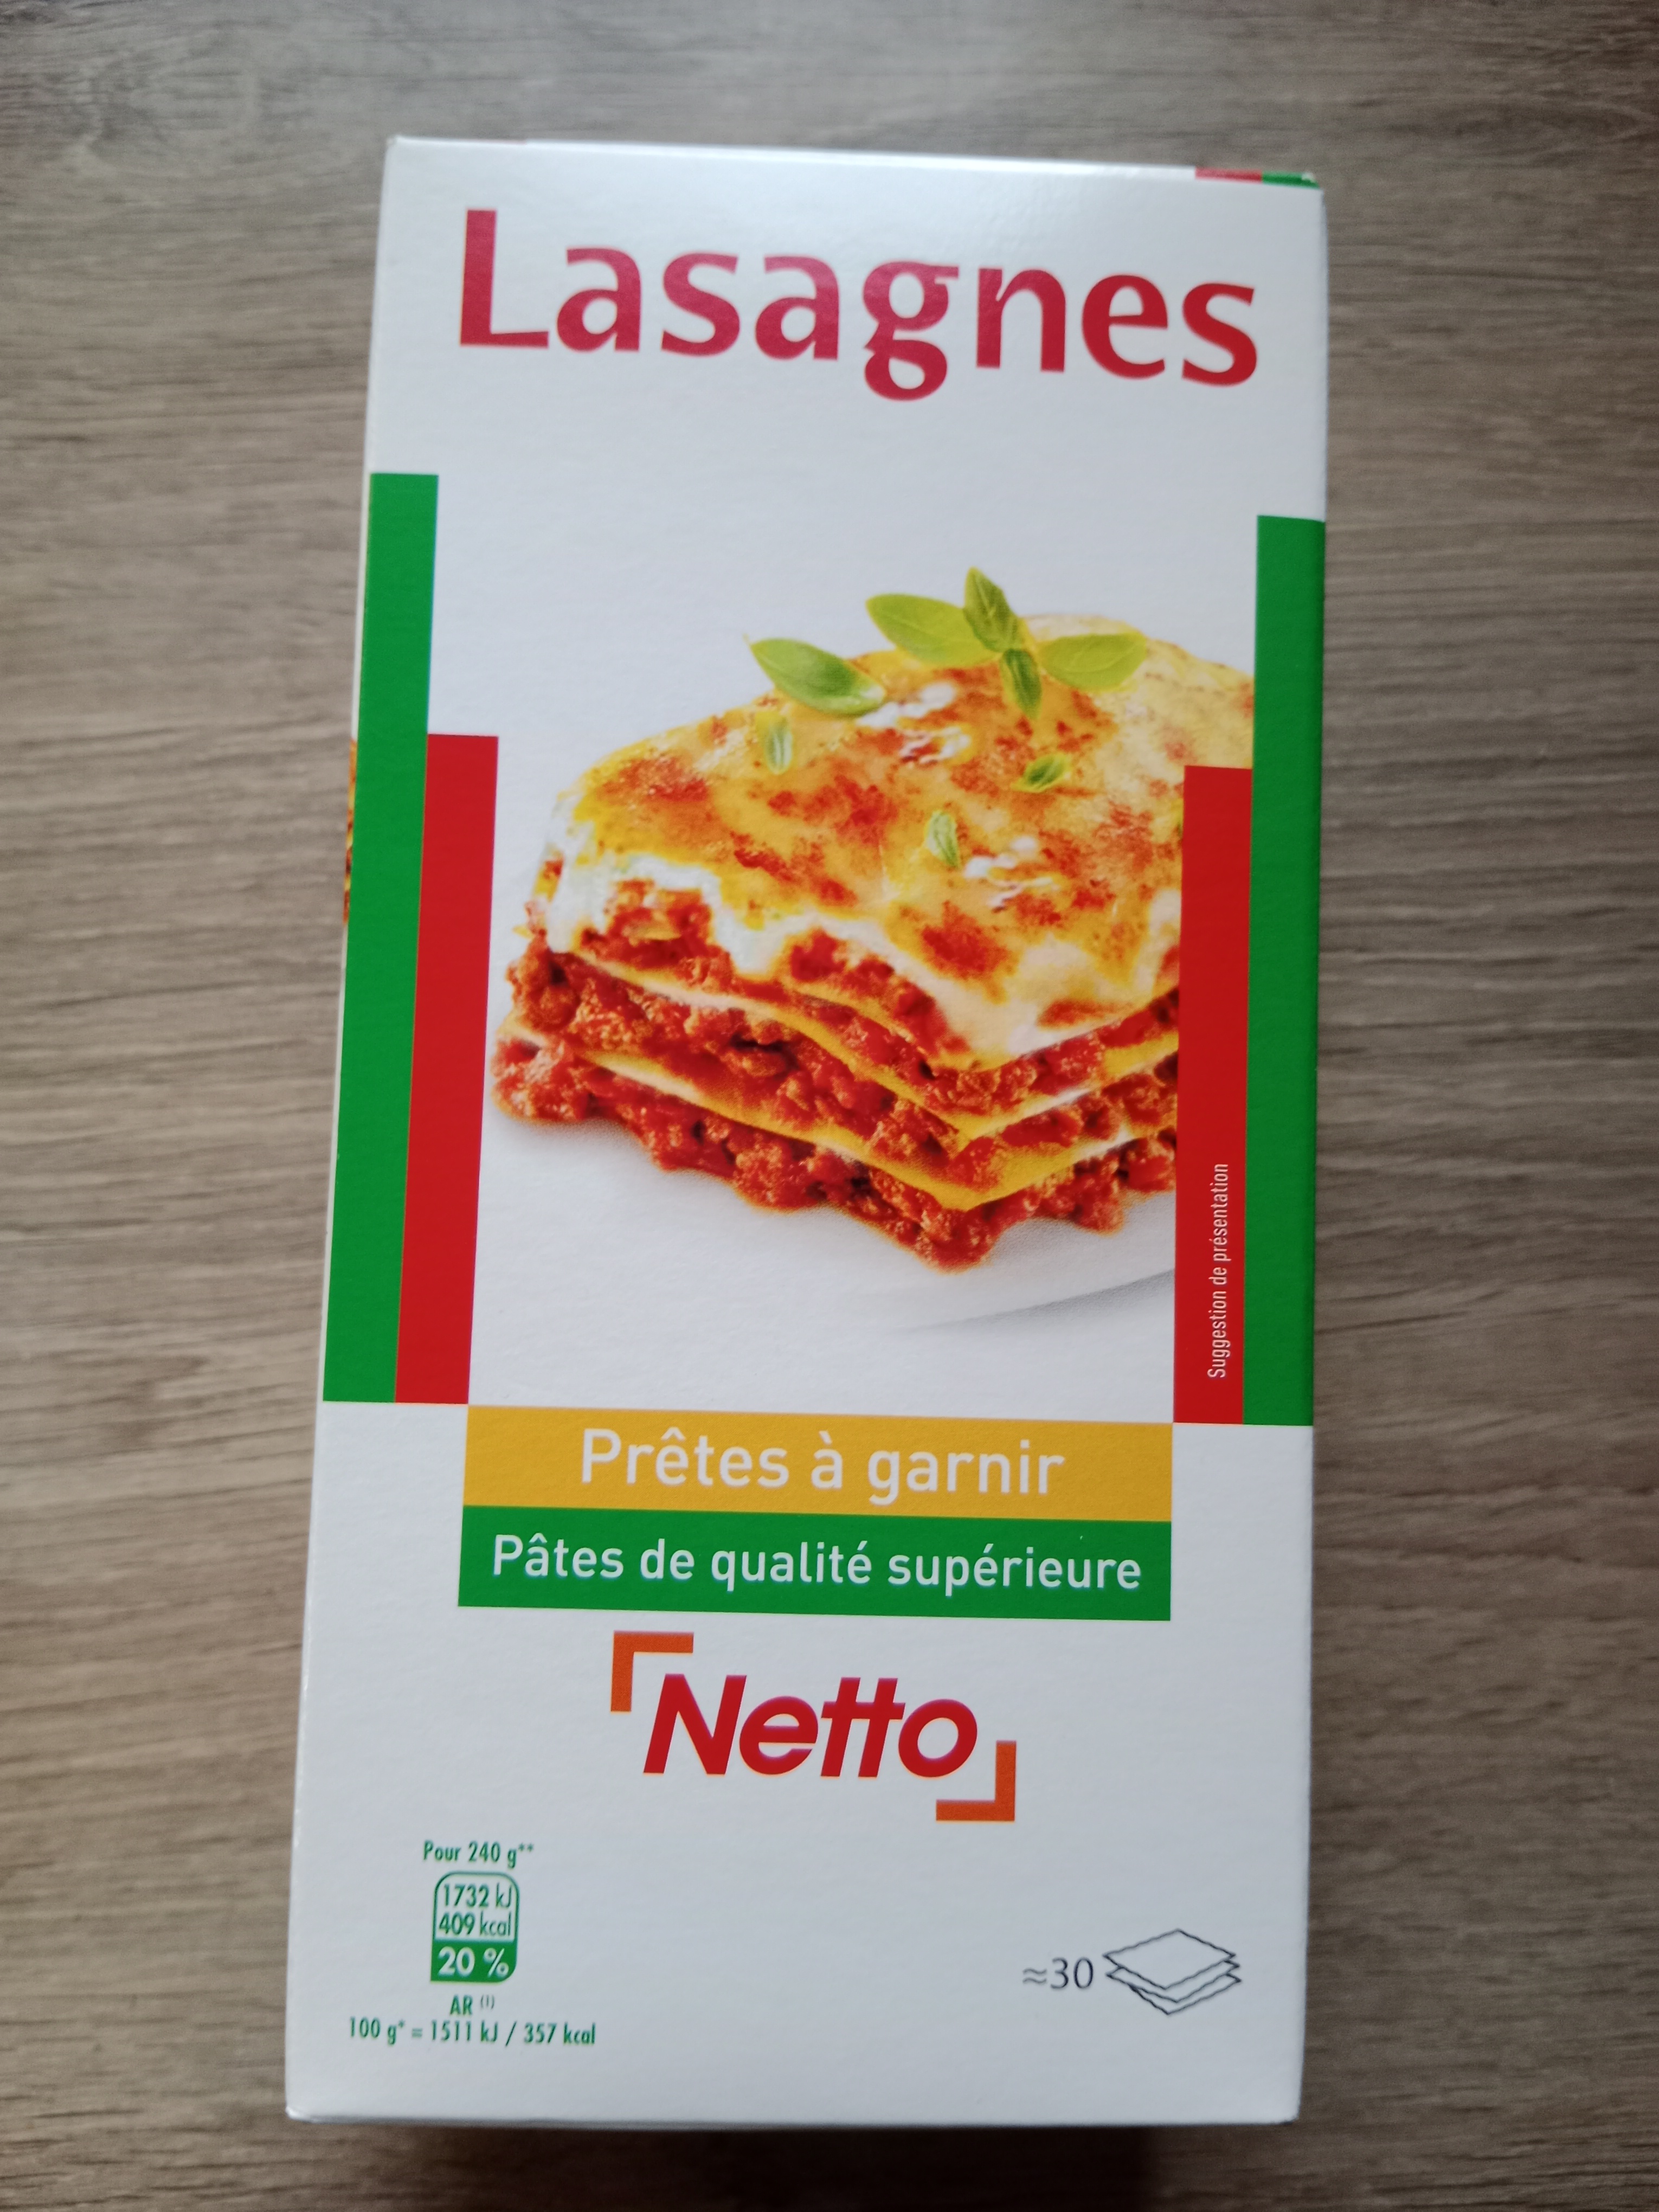 Lasagnes
Suggestion de présentation
Prêtes à garnir
Pâtes de qualité supérieure
Netto
Pour 240 g**
1732 kJ
409 kcal
20 %
AR (1)
100 g* = 1511 kJ / 357 kcal
≈30